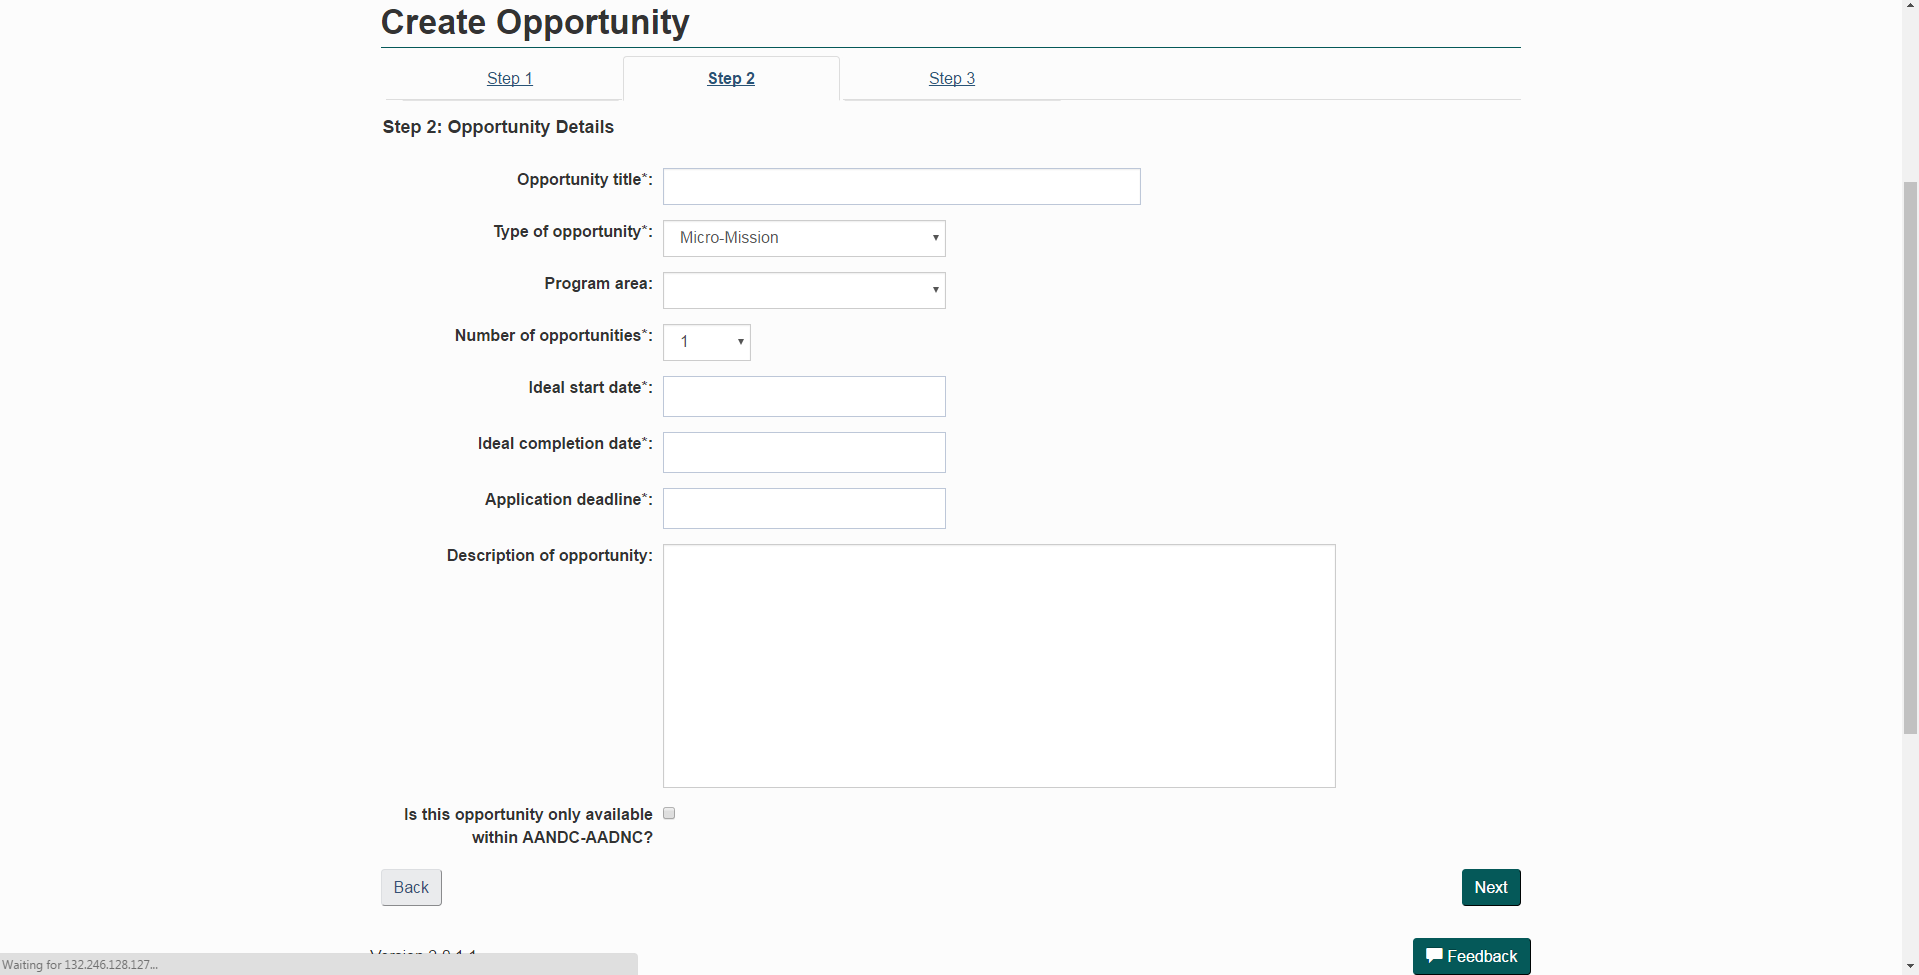 Create Opportunity
Step 1 Step 2 Step 3
Step 2: Opportunity Details
Opportunity title*:
Type of opportunity*: Micro-Mission
Program area:
Number of opportunities*: 1
Ideal start date*:
Ideal completion date*:
Application deadline*:
Description of opportunity:
Is this opportunity only available
within AANDC-AADNC?
Back Next
Feedback
Waiting for 132.246.128.127...